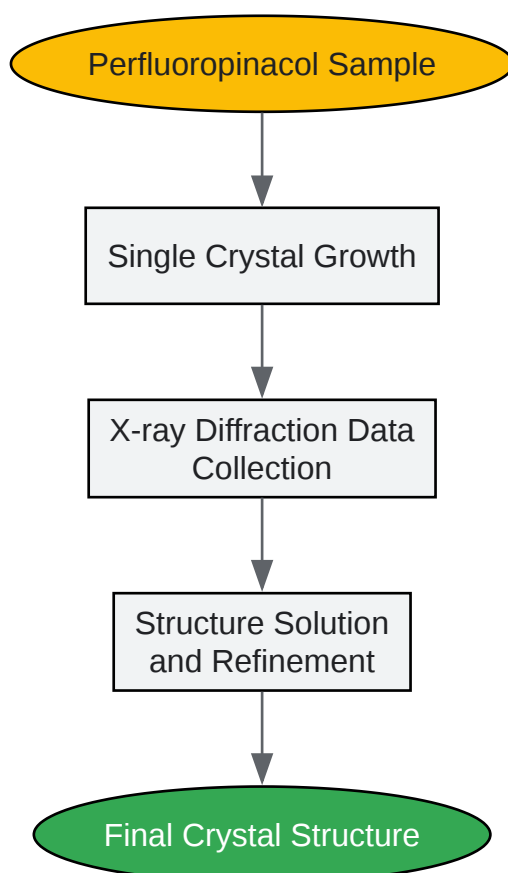 Perfluoropinacol Sample
Single Crystal Growth
X-ray Diffraction Data
Collection
Structure Solution
and Refinement
Final Crystal Structure